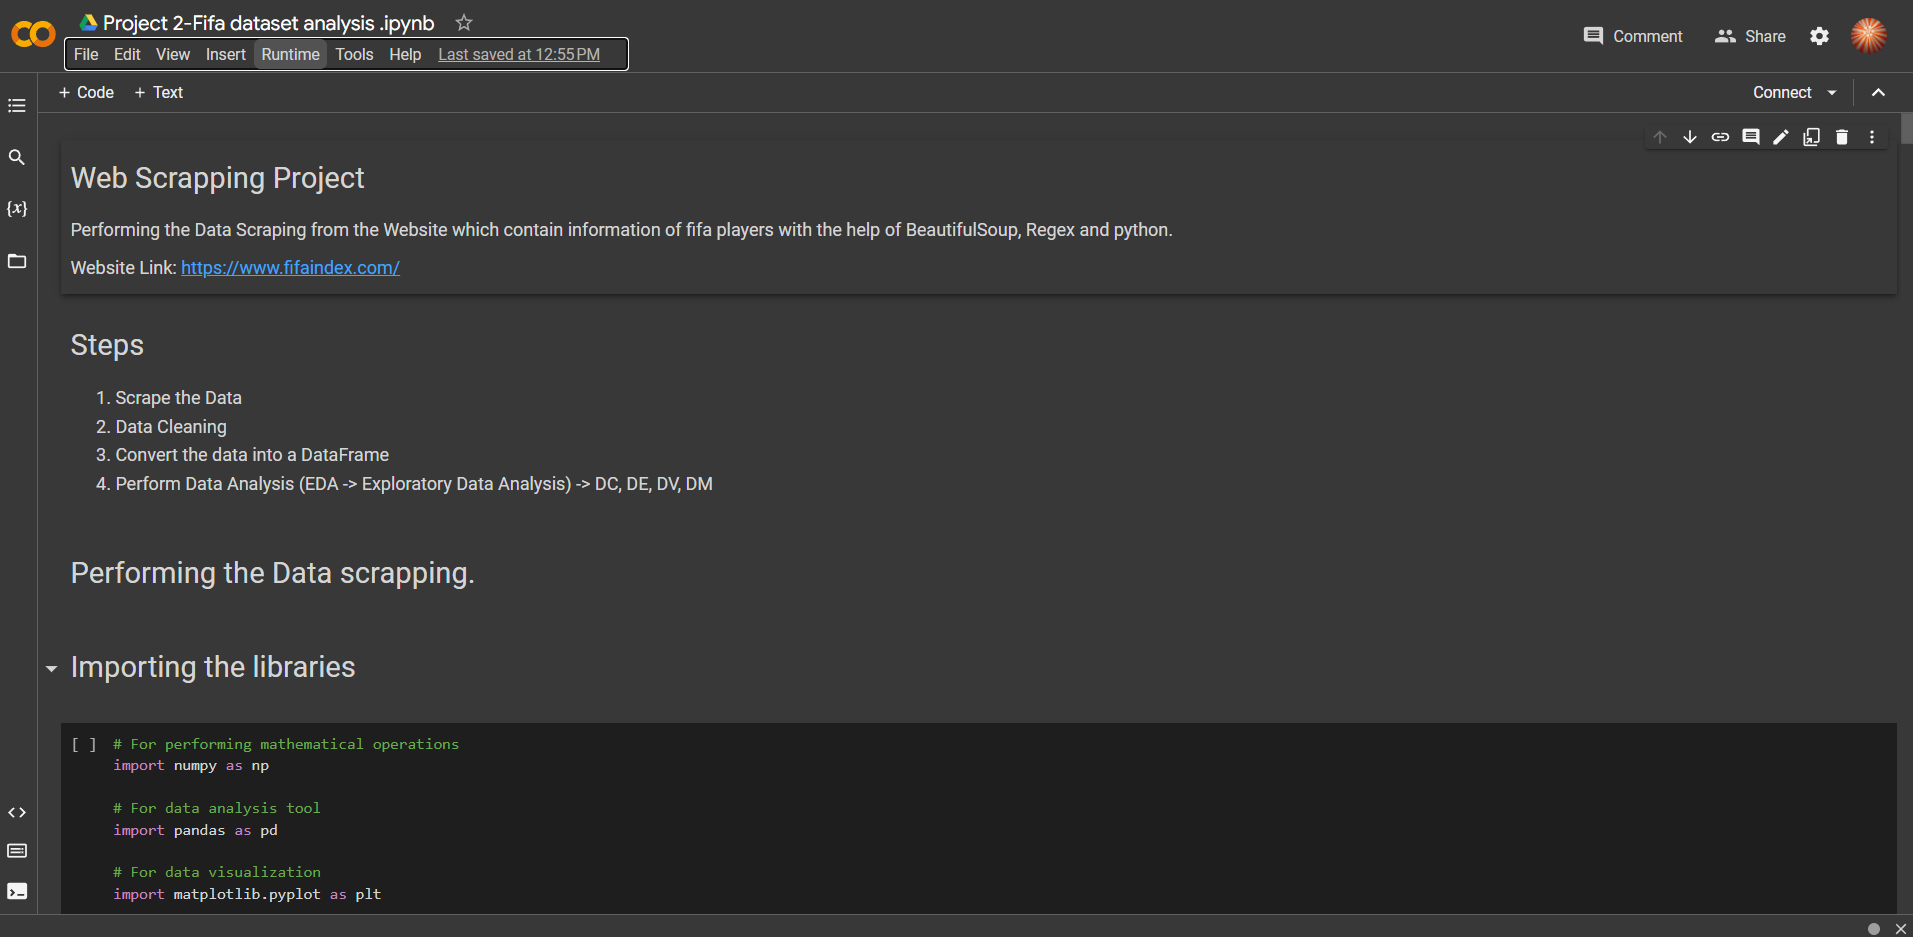 Project 2-Fifa dataset analysis .ipynb
File Edit View Insert Runtime Tools Help Last saved at 12:55 PM
Comment Share
+ Code + Text
Connect
Web Scrapping Project
Performing the Data Scraping from the Website which contain information of fifa players with the help of BeautifulSoup, Regex and python.
Website Link: https://www.fifaindex.com/
Steps
1. Scrape the Data
2. Data Cleaning
3. Convert the data into a DataFrame
4. Perform Data Analysis (EDA -> Exploratory Data Analysis) -> DC, DE, DV, DM
Performing the Data scrapping.
Importing the libraries
[ ] # For performing mathematical operations
import numpy as np
# For data analysis tool
import pandas as pd
# For data visualization
import matplotlib.pyplot as plt